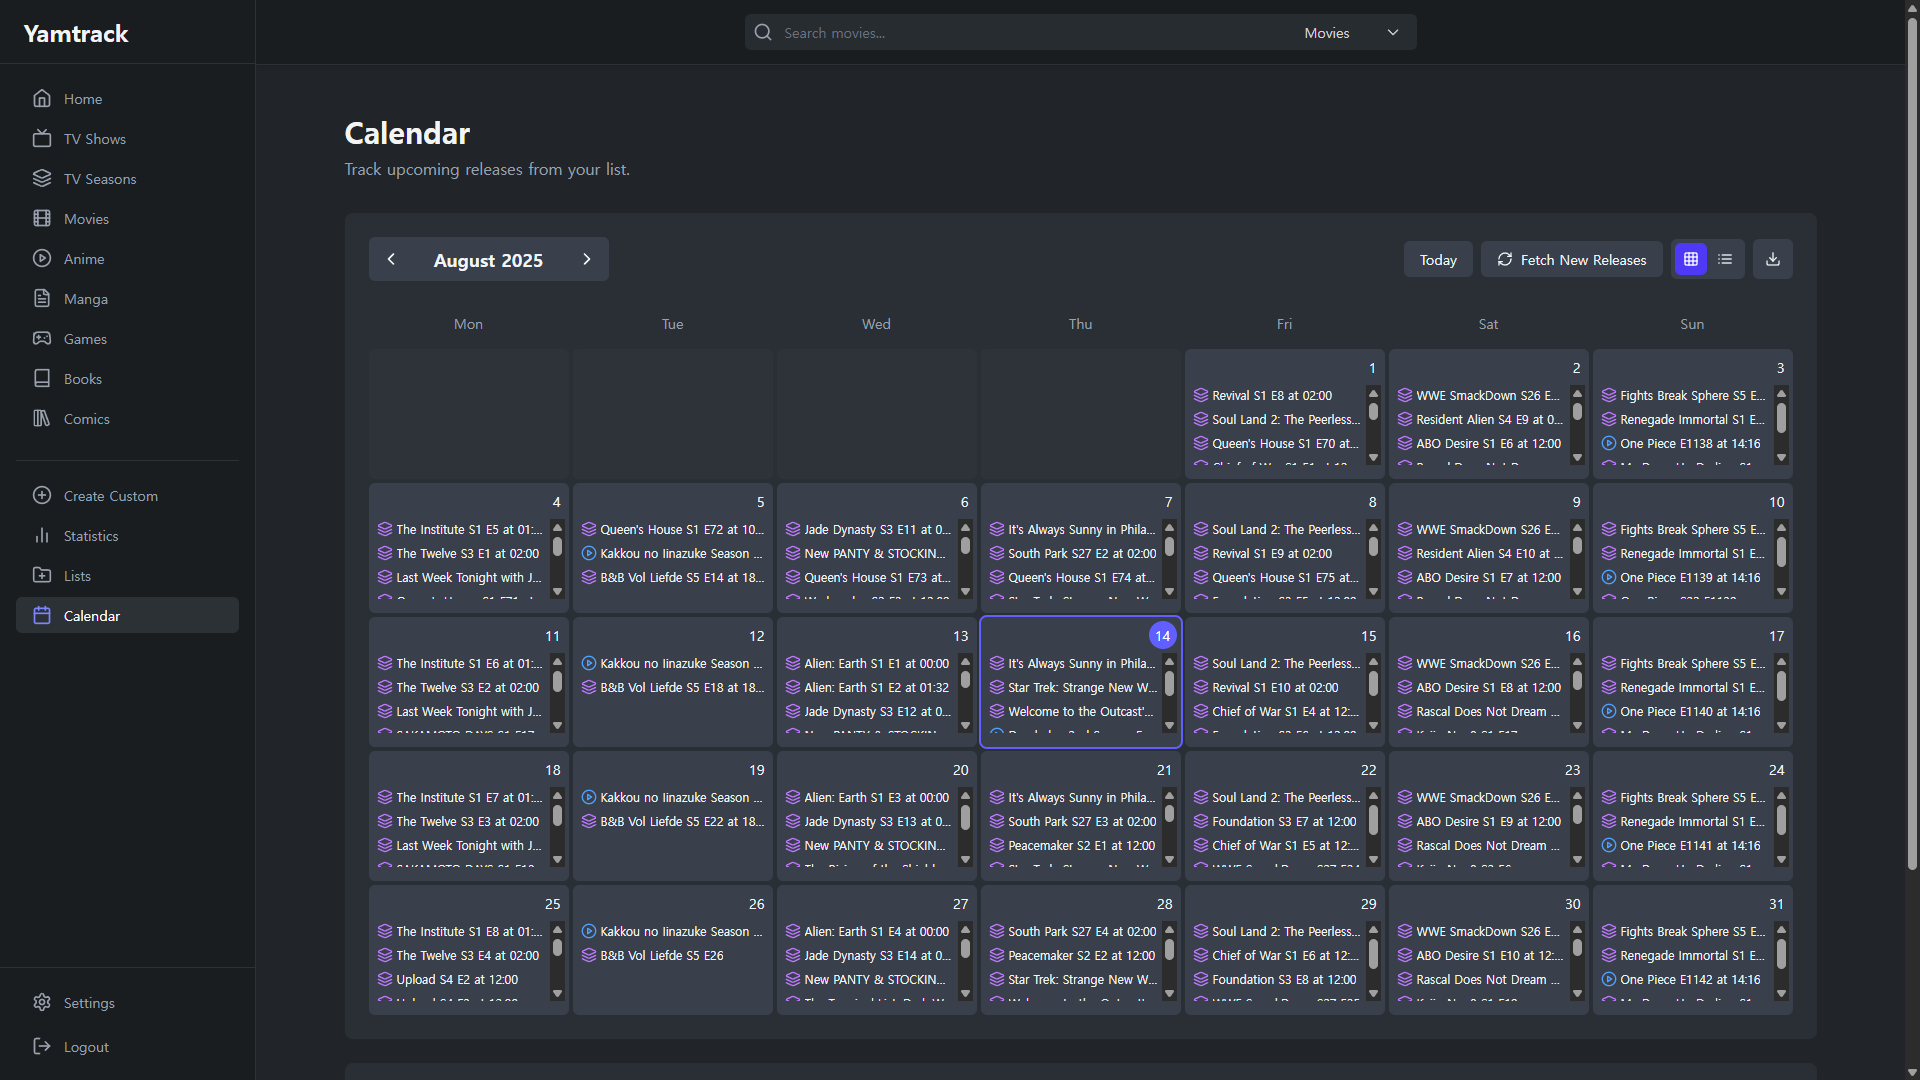 Yamtrack
Search movies...
Movies
Home
TV Shows
TV Seasons
Movies
Anime
Manga
Games
Books
Comics
Create Custom
Statistics
Lists
Calendar
Settings
Logout
Calendar
Track upcoming releases from your list.
August 2025
Today
Fetch New Releases
Mon Tue Wed Thu Fri Sat Sun
1
Revival S1 E8 at 02:00
Soul Land 2: The Peerless...
Queen's House S1 E70 at...
2
WWE SmackDown S26 E...
Resident Alien S4 E9 at 0...
ABO Desire S1 E6 at 12:00
3
Fights Break Sphere S5 E...
Renegade Immortal S1 E...
One Piece E1138 at 14:16
4
The Institute S1 E5 at 01:...
The Twelve S3 E1 at 02:00
Last Week Tonight with J...
5
Queen's House S1 E72 at 10...
Kakkou no Iinazuke Season ...
B&B Vol Liefde S5 E14 at 18...
6
Jade Dynasty S3 E11 at 0...
New PANTY & STOCKIN...
Queen's House S1 E73 at...
7
It's Always Sunny in Phila...
South Park S27 E2 at 02:00
Queen's House S1 E74 at...
8
Soul Land 2: The Peerless...
Revival S1 E9 at 02:00
Queen's House S1 E75 at...
9
WWE SmackDown S26 E...
Resident Alien S4 E10 at ...
ABO Desire S1 E7 at 12:00
10
Fights Break Sphere S5 E...
Renegade Immortal S1 E...
One Piece E1139 at 14:16
11
The Institute S1 E6 at 01:...
The Twelve S3 E2 at 02:00
Last Week Tonight with J...
12
Kakkou no Iinazuke Season ...
B&B Vol Liefde S5 E18 at 18...
13
Alien: Earth S1 E1 at 00:00
Alien: Earth S1 E2 at 01:32
Jade Dynasty S3 E12 at 0...
14
It's Always Sunny in Phila...
Star Trek: Strange New W...
Welcome to the Outcast'...
15
Soul Land 2: The Peerless...
Revival S1 E10 at 02:00
Chief of War S1 E4 at 12:...
16
WWE SmackDown S26 E...
ABO Desire S1 E8 at 12:00
Rascal Does Not Dream ...
17
Fights Break Sphere S5 E...
Renegade Immortal S1 E...
One Piece E1140 at 14:16
18
The Institute S1 E7 at 01:...
The Twelve S3 E3 at 02:00
Last Week Tonight with J...
19
Kakkou no Iinazuke Season ...
B&B Vol Liefde S5 E22 at 18...
20
Alien: Earth S1 E3 at 00:00
Jade Dynasty S3 E13 at 0...
New PANTY & STOCKIN...
21
It's Always Sunny in Phila...
South Park S27 E3 at 02:00
Peacemaker S2 E1 at 12:00
22
Soul Land 2: The Peerless...
Foundation S3 E7 at 12:00
Chief of War S1 E5 at 12:...
23
WWE SmackDown S26 E...
ABO Desire S1 E9 at 12:00
Rascal Does Not Dream ...
24
Fights Break Sphere S5 E...
Renegade Immortal S1 E...
One Piece E1141 at 14:16
25
The Institute S1 E8 at 01:...
The Twelve S3 E4 at 02:00
Upload S4 E2 at 12:00
26
Kakkou no Iinazuke Season ...
B&B Vol Liefde S5 E26
27
Alien: Earth S1 E4 at 00:00
Jade Dynasty S3 E14 at 0...
New PANTY & STOCKIN...
28
South Park S27 E4 at 02:00
Peacemaker S2 E2 at 12:00
Star Trek: Strange New W...
29
Soul Land 2: The Peerless...
Chief of War S1 E6 at 12:...
Foundation S3 E8 at 12:00
30
WWE SmackDown S26 E...
ABO Desire S1 E10 at 12:...
Rascal Does Not Dream ...
31
Fights Break Sphere S5 E...
Renegade Immortal S1 E...
One Piece E1142 at 14:16